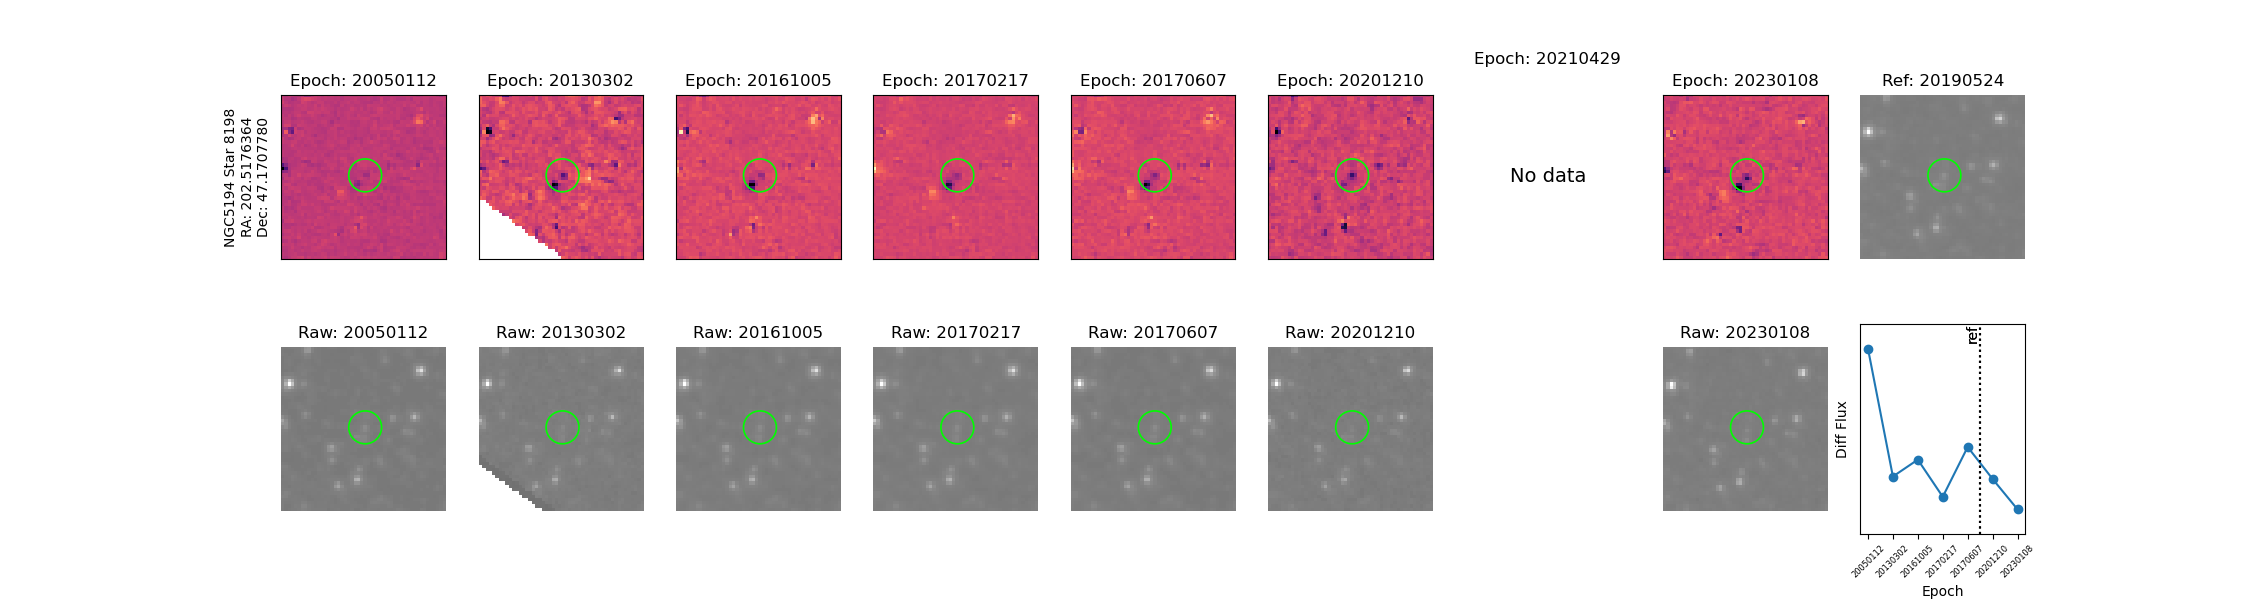 Epoch: 20050112
Epoch: 20130302
Epoch: 20161005
Epoch: 20170217
Epoch: 20170607
Epoch: 20201210
Epoch: 20210429
Epoch: 20230108
Ref: 20190524
NGC5194 Star 8198
RA: 202.5176364
Dec: 47.1707780
No data
Raw: 20050112
Raw: 20130302
Raw: 20161005
Raw: 20170217
Raw: 20170607
Raw: 20201210
Raw: 20230108
ref
Diff Flux
20050112
20130302
20161005
20170217
20170607
20201210
20230108
Epoch